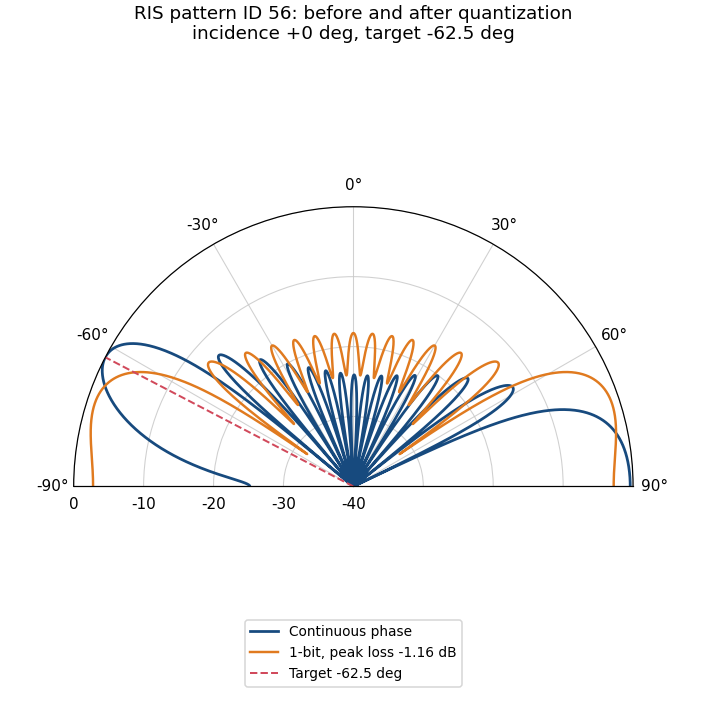 RIS pattern ID 56: before and after quantization
incidence +0 deg, target -62.5 deg
0°
-30°
30°
-60°
60°
-90°
90°
0
-10
-20
-30
-40
Continuous phase
1-bit, peak loss -1.16 dB
Target -62.5 deg